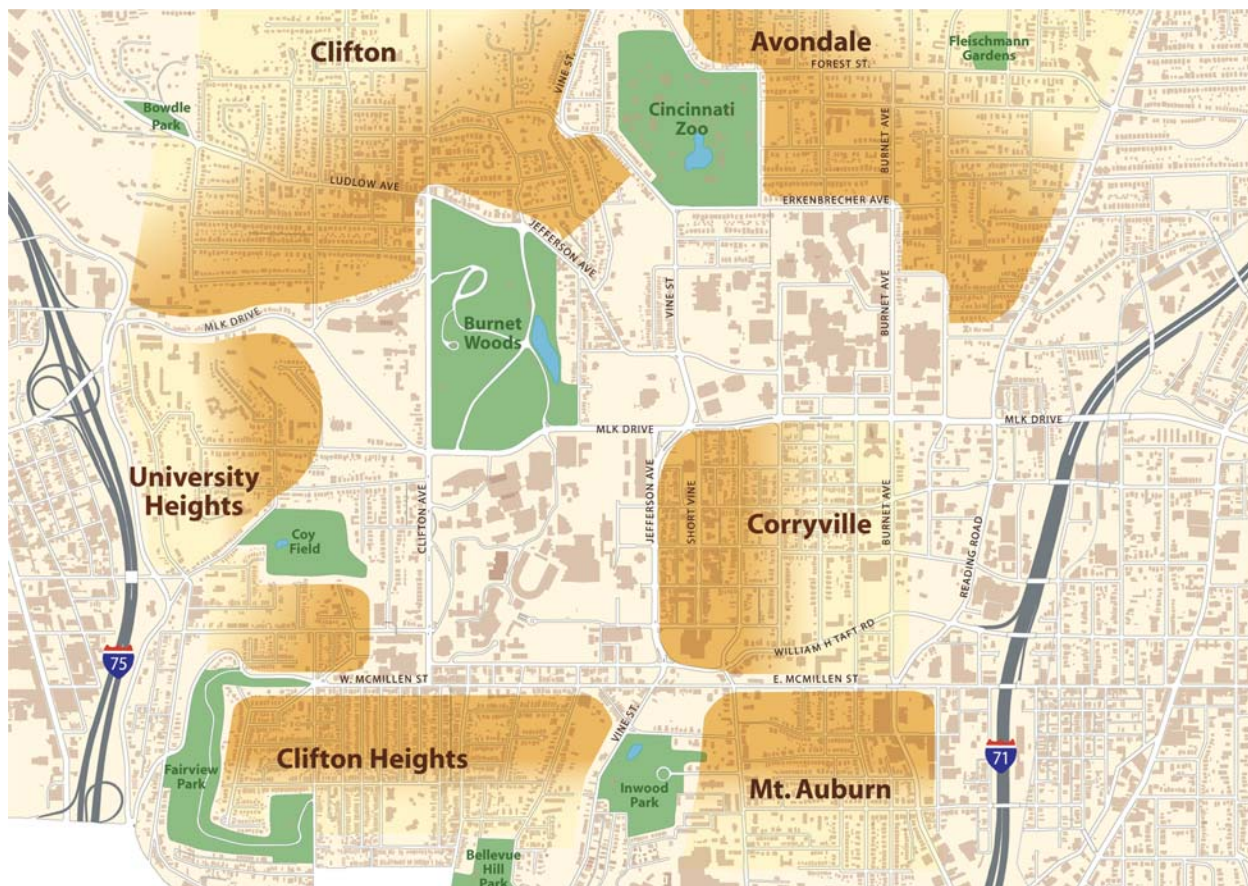 Clifton
Avondale
Fleischmann
Gardens
FOREST ST.
VINE ST.
Bowdle
Park
Cincinnati
Zoo
BURNET AVE
LUDLOW AVE
ERKENBRECHER AVE
JEFFERSON AVE
VINE ST
BURNET AVE
MLK DRIVE
Burnet
Woods
MLK DRIVE
MLK DRIVE
University
Heights
CLIFTON AVE
JEFFERSON AVE
SHORT VINE
Corryville
BURNET AVE
READING ROAD
Coy
Field
WILLIAM H TAFT RD
75
W. MCMILLEN ST
E. MCMILLEN ST
VINE ST.
Clifton Heights
71
Fairview
Park
Inwood
Park
Mt. Auburn
Bellevue
Hill
Park